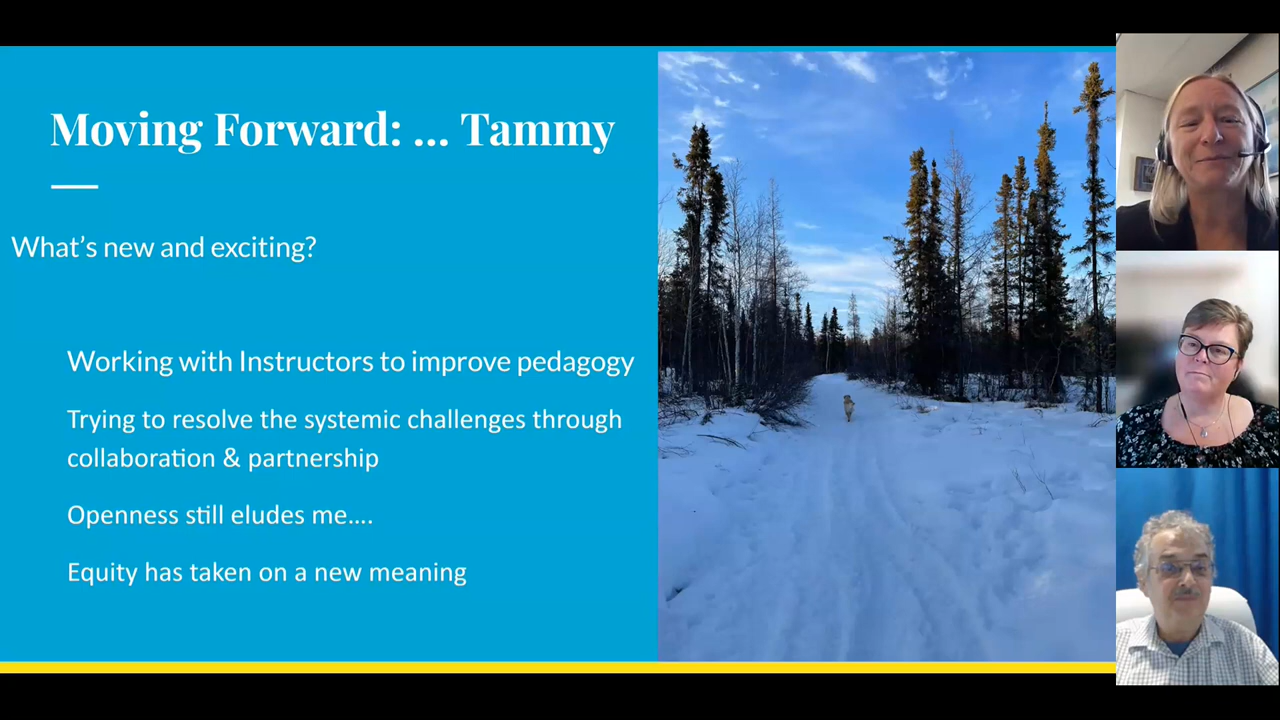 Moving Forward: ... Tammy
What's new and exciting?
Working with Instructors to improve pedagogy
Trying to resolve the systemic challenges through
collaboration & partnership
Openness still eludes me....
Equity has taken on a new meaning